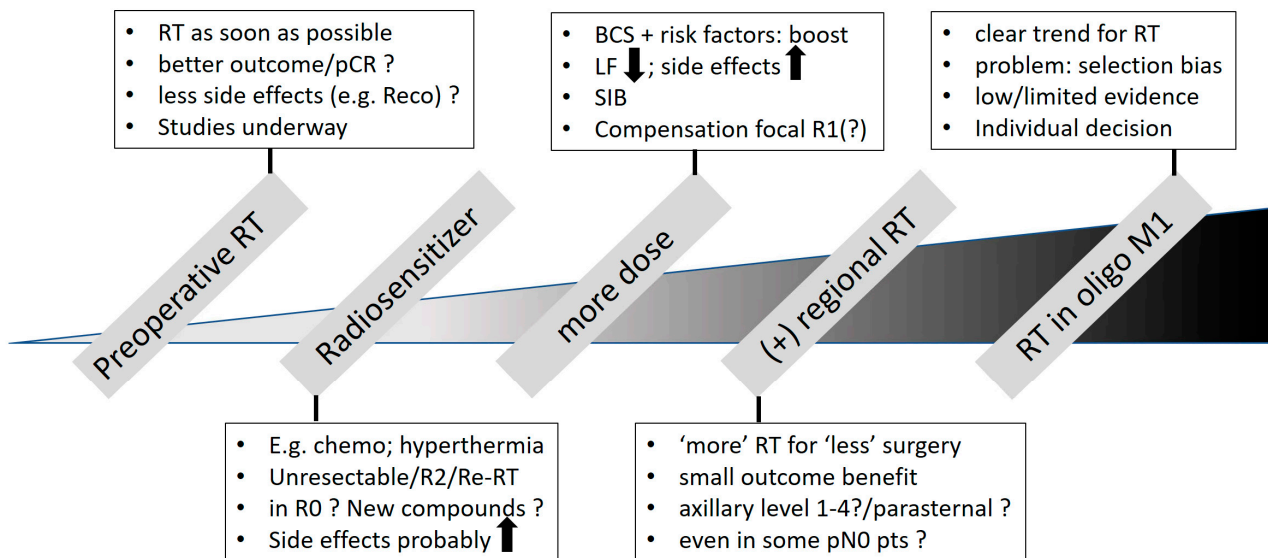 • RT as soon as possible
• better outcome/pCR ?
• less side effects (e.g. Reco) ?
• Studies underway
• BCS + risk factors: boost
• LF ⬇; side effects ⬆
• SIB
• Compensation focal R1(?)
• clear trend for RT
• problem: selection bias
• low/limited evidence
• Individual decision
Preoperative RT
Radiosensitizer
more dose
(+) regional RT
RT in oligo M1
• E.g. chemo; hyperthermia
• Unresectable/R2/Re-RT
• in R0 ? New compounds ?
• Side effects probably ⬆
• ‘more’ RT for ‘less’ surgery
• small outcome benefit
• axillary level 1-4?/parasternal ?
• even in some pN0 pts ?